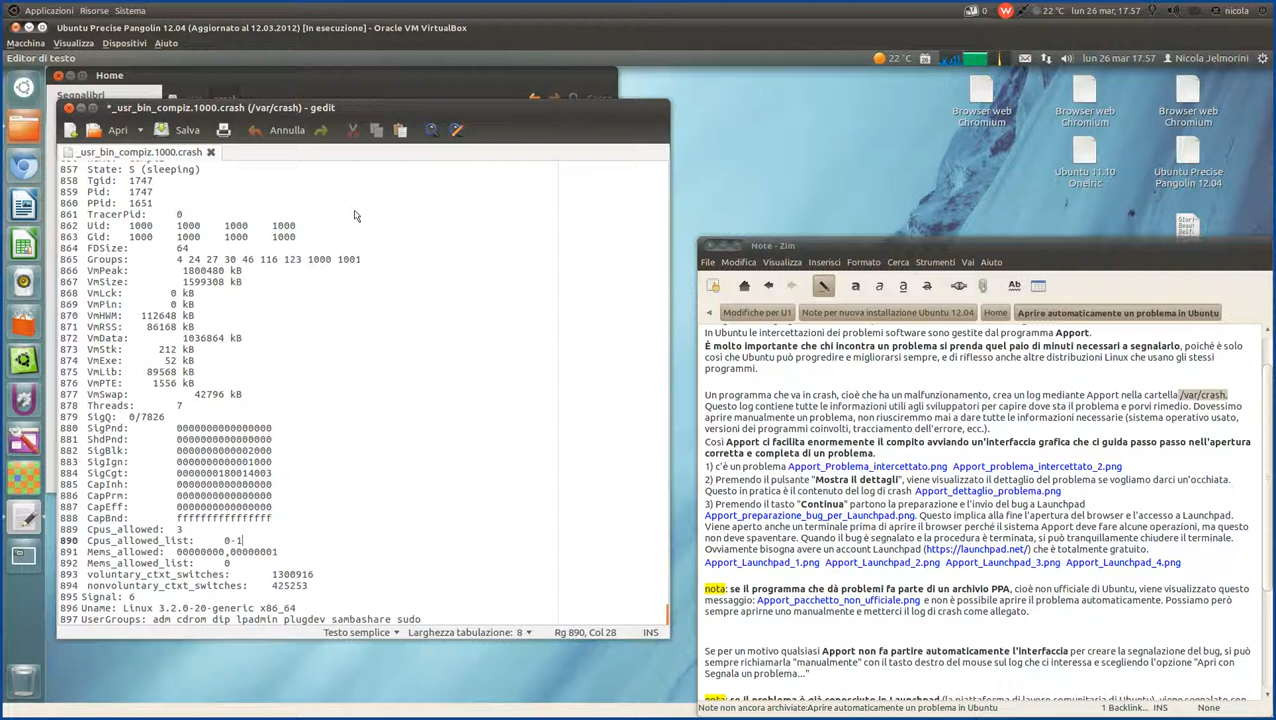 Applicazioni Risorse Sistema 0 22 °C lun 26 mar, 17.57 nicola
Ubuntu Precise Pangolin 12.04 (Aggiornato al 12.03.2012) [In esecuzione] - Oracle VM VirtualBox
Macchina Visualizza Dispositivi Aiuto
Editor di testo 22 °C lun 26 mar, 17:57 Nicola Jelmorini
Home
Segnalibri
*_usr_bin_compiz.1000.crash (/var/crash) - gedit
Apri Salva Annulla
_usr_bin_compiz.1000.crash
857 State: S (sleeping)
858 Tgid: 1747
859 Pid: 1747
860 PPid: 1651
861 TracerPid: 0
862 Uid: 1000 1000 1000 1000
863 Gid: 1000 1000 1000 1000
864 FDSize: 64
865 Groups: 4 24 27 30 46 116 123 1000 1001
866 VmPeak: 1800480 kB
867 VmSize: 1599308 kB
868 VmLck: 0 kB
869 VmPin: 0 kB
870 VmHWM: 112648 kB
871 VmRSS: 86168 kB
872 VmData: 1036864 kB
873 VmStk: 212 kB
874 VmExe: 52 kB
875 VmLib: 89568 kB
876 VmPTE: 1556 kB
877 VmSwap: 42796 kB
878 Threads: 7
879 SigQ: 0/7826
880 SigPnd: 0000000000000000
881 ShdPnd: 0000000000000000
882 SigBlk: 0000000000002000
883 SigIgn: 0000000000001000
884 SigCgt: 0000000180014003
885 CapInh: 0000000000000000
886 CapPrm: 0000000000000000
887 CapEff: 0000000000000000
888 CapBnd: ffffffffffffffff
889 Cpus_allowed: 3
890 Cpus_allowed_list: 0-1
891 Mems_allowed: 00000000,00000001
892 Mems_allowed_list: 0
893 voluntary_ctxt_switches: 1300916
894 nonvoluntary_ctxt_switches: 425253
895 Signal: 6
896 Uname: Linux 3.2.0-20-generic x86_64
897 UserGroups: adm cdrom dip lpadmin plugdev sambashare sudo
Testo semplice Larghezza tabulazione: 8 Rg 890, Col 28 INS
Browser web
Chromium
Browser web
Chromium
Browser web
Chromium
Ubuntu 11.10
Oneiric
Ubuntu Precise
Pangolin 12.04
Note - Zim
File Modifica Visualizza Inserisci Formato Cerca Strumenti Vai Aiuto
Modifiche per U1 Note per nuova installazione Ubuntu 12.04 Home Aprire automaticamente un problema in Ubuntu
In Ubuntu le intercettazioni dei problemi software sono gestite dal programma Apport.
È molto importante che chi incontra un problema si prenda quel paio di minuti necessari a segnalarlo, poiché è solo
così che Ubuntu può progredire e migliorarsi sempre, e di riflesso anche altre distribuzioni Linux che usano gli stessi
programmi.
Un programma che va in crash, cioè che ha un malfunzionamento, crea un log mediante Apport nella cartella /var/crash.
Questo log contiene tutte le informazioni utili agli sviluppatori per capire dove sta il problema e porvi rimedio. Dovessimo
aprire manualmente un problema, non riusciremmo mai a dare tutte le informazioni necessarie (sistema operativo usato,
versioni dei programmi coinvolti, tracciamento dell'errore, ecc.).
Così Apport ci facilita enormemente il compito avviando un'interfaccia grafica che ci guida passo passo nell'apertura
corretta e completa di un problema.
1) c'è un problema Apport_Problema_intercettato.png Apport_problema_intercettato_2.png
2) Premendo il pulsante "Mostra il dettagli", viene visualizzato il dettaglio del problema se vogliamo darci un'occhiata.
Questo in pratica è il contenuto del log di crash Apport_dettaglio_problema.png
3) Premendo il tasto "Continua" partono la preparazione e l'invio del bug a Launchpad
Apport_preparazione_bug_per_Launchpad.png. Questo implica alla fine l'apertura del browser e l'accesso a Launchpad.
Viene aperto anche un terminale prima di aprire il browser perché il sistema Apport deve fare alcune operazioni, ma questo
non deve spaventare. Quando il bug è segnalato e la procedura è terminata, si può tranquillamente chiudere il terminale.
Ovviamente bisogna avere un account Launchpad (https://launchpad.net/) che è totalmente gratuito.
Apport_Launchpad_1.png Apport_Launchpad_2.png Apport_Launchpad_3.png Apport_Launchpad_4.png
nota: se il programma che dà problemi fa parte di un archivio PPA, cioè non ufficiale di Ubuntu, viene visualizzato questo
messaggio: Apport_pacchetto_non_ufficiale.png e non è possibile aprire il problema automaticamente. Possiamo però
sempre aprirne uno manualmente e metterci il log di crash come allegato.
Se per un motivo qualsiasi Apport non fa partire automaticamente l'interfaccia per creare la segnalazione del bug, si può
sempre richiamarla "manualmente" con il tasto destro del mouse sul log che ci interessa e scegliendo l'opzione "Apri con
Segnala un problema..."
nota: se il problema è già conosciuto in Launchpad (la piattaforma di lavoro comunitaria di Ubuntu), viene segnalato con
Note non ancora archiviate:Aprire automaticamente un problema in Ubuntu 1 Backlink... INS None